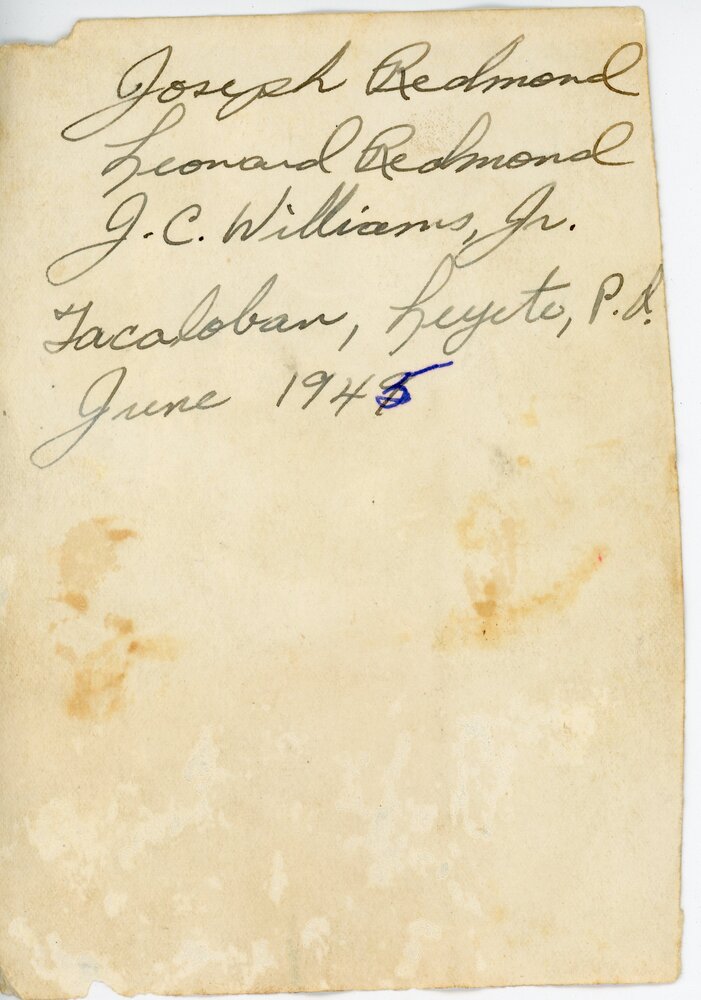 Joseph Redmond
Leonard Redmond
J. C. Williams, Jr.
Tacaloban, Leyete, P.I.
June 1945